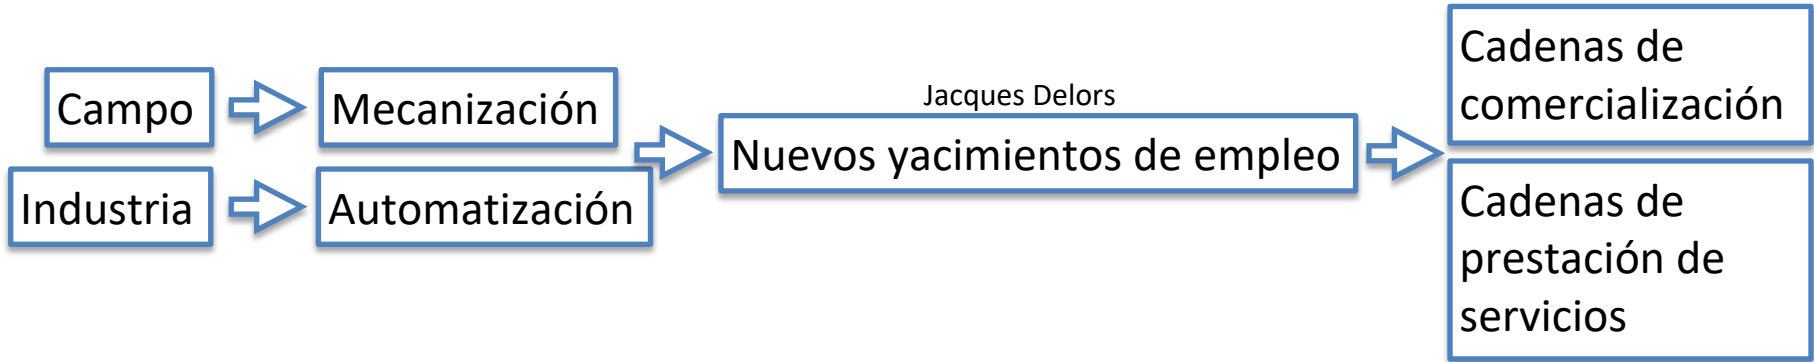 Campo
Mecanización
Industria
Automatización
Jacques Delors
Nuevos yacimientos de empleo
Cadenas de
comercialización
Cadenas de
prestación de
servicios